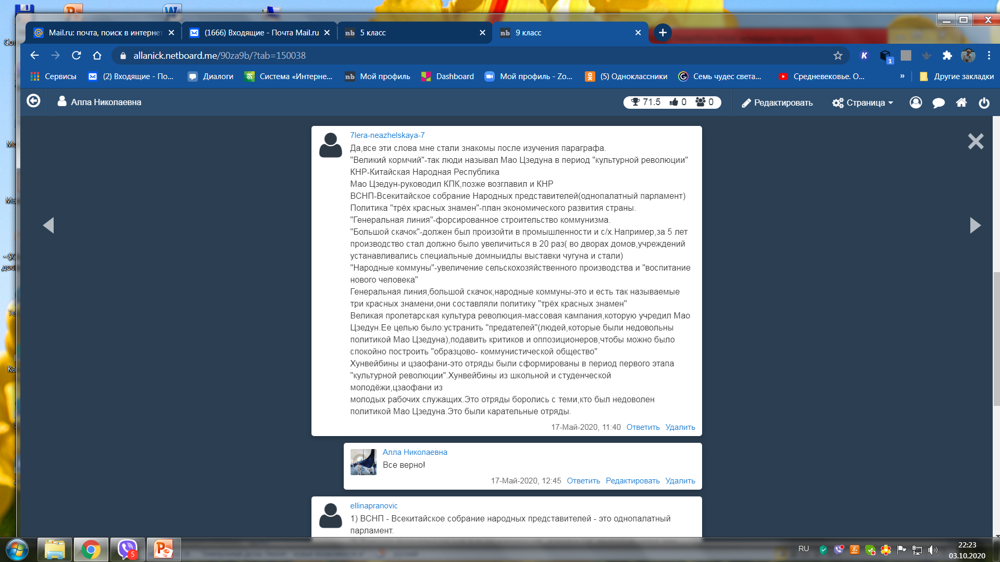 Mail.ru: почта, поиск в интернет
(1666) Входящие - Почта Mail.ru
5 класс
9 класс
allanick.netboard.me/90za9b/?tab=150038
Сервисы
(2) Входящие - По...
Диалоги
Система «Интерне...
Мой профиль
Dashboard
Мой профиль - Zo...
(5) Одноклассники
Семь чудес света...
Средневековье. О...
»
Другие закладки
Алла Николаевна
71.5
0
0
Редактировать
Страница
7lera-neazhelskaya-7
Да,все эти слова мне стали знакомы после изучения параграфа.
"Великий кормчий"-так люди называл Мао Цзедуна в период "культурной революции"
КНР-Китайская Народная Республика
Мао Цзедун-руководил КПК,позже возглавил и КНР
ВСНП-Всекитайское собрание Народных представителей(однопалатный парламент)
Политика "трёх красных знамен"-план экономического развития страны.
"Генеральная линия"-форсированное строительство коммунизма.
"Большой скачок"-должен был произойти в промышленности и с/х.Например,за 5 лет
производство стал должно было увеличиться в 20 раз( во дворах домов,учреждений
устанавливались специальные домныидлы выставки чугуна и стали)
"Народные коммуны"-увеличение сельскохозяйственного производства и "воспитание
нового человека"
Генеральная линия,большой скачок,народные коммуны-это и есть так называемые
три красных знамени,они составляли политику "трёх красных знамен"
Великая пролетарская культура революция-массовая кампания,которую учредил Мао
Цзедун.Ее целью было:устранить "предателей"(людей,которые были недовольны
политикой Мао Цзедуна),подавить критиков и оппозиционеров,чтобы можно было
спокойно построить "образцово- коммунистической общество"
Хунвейбины и цзаофани-это отряды были сформированы в период первого этапа
"культурной революции".Хунвейбины из школьной и студенческой
молодёжи,цзаофани из
молодых рабочих служащих.Это отряды боролись с теми,кто был недоволен
политикой Мао Цзедуна.Это были карательные отряды.
17-Май-2020, 11:40 Ответить Удалить
Алла Николаевна
Все верно!
17-Май-2020, 12:45 Ответить Редактировать Удалить
ellinapranovic
1) ВСНП - Всекитайское собрание народных представителей - это однопалатный
парламент.
5
RU
22:23
03.10.2020